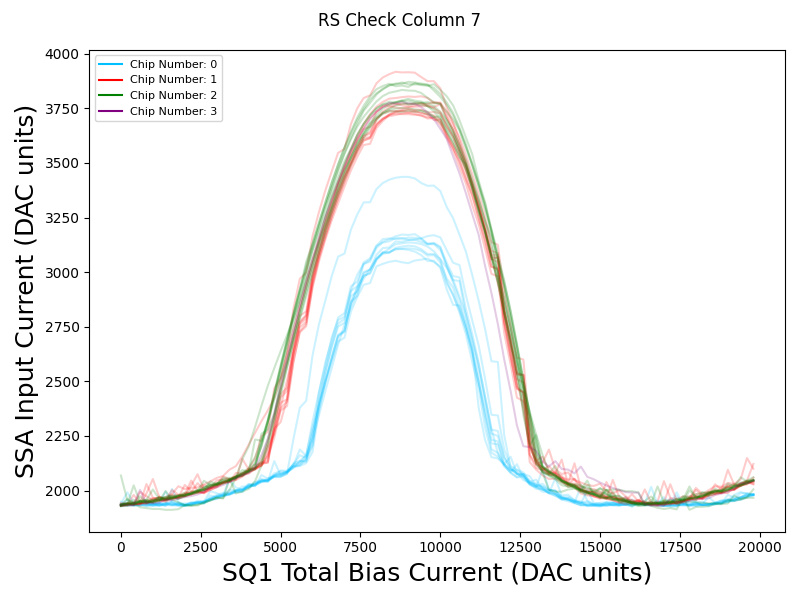 RS Check Column 7
Chip Number: 0
Chip Number: 1
Chip Number: 2
Chip Number: 3
4000
3750
3500
3250
3000
2750
2500
2250
2000
SSA Input Current (DAC units)
0 2500 5000 7500 10000 12500 15000 17500 20000
SQ1 Total Bias Current (DAC units)